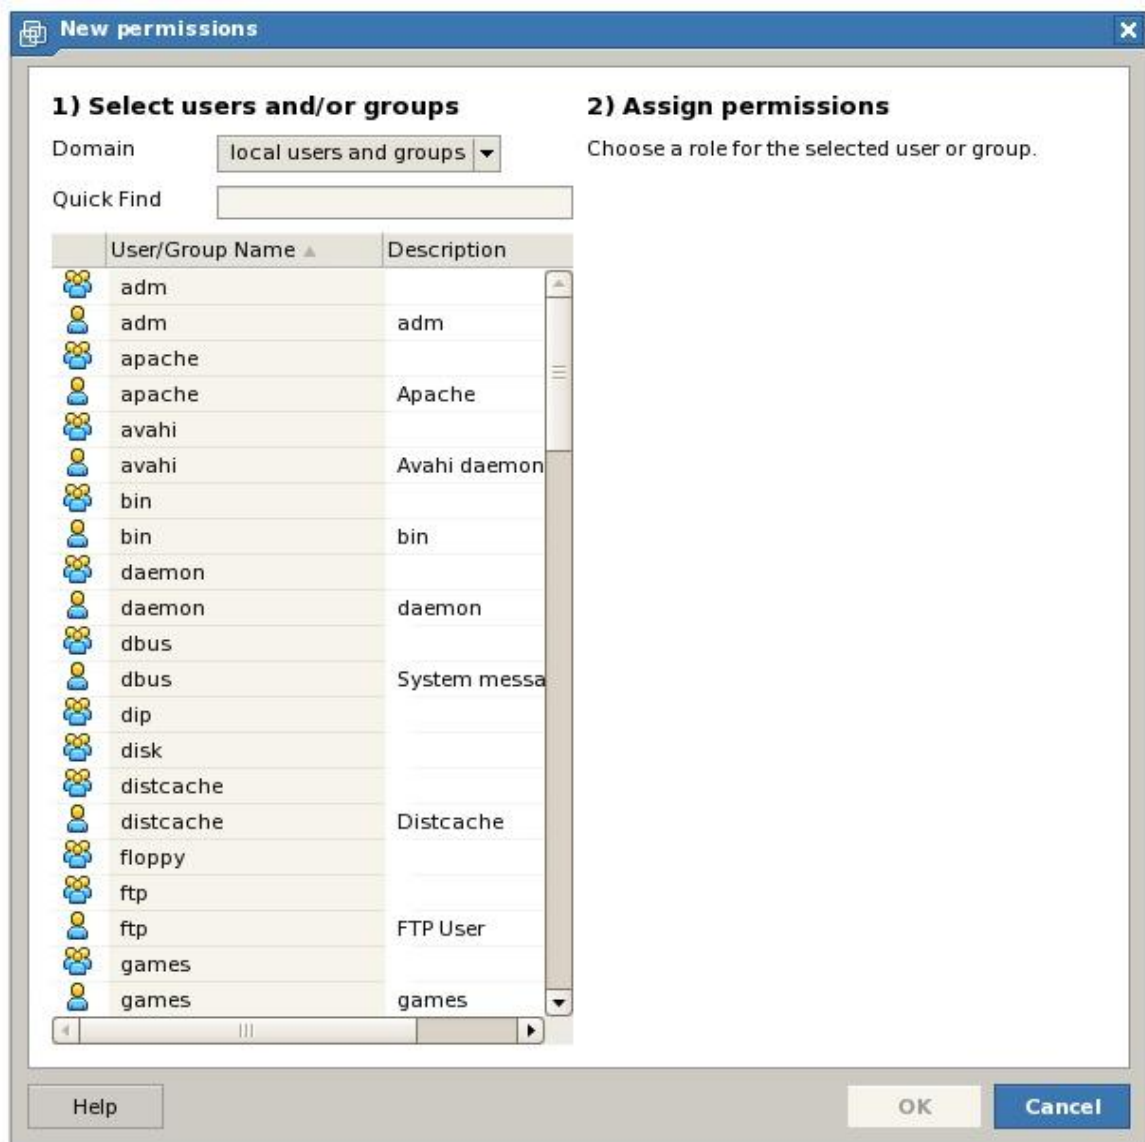 New permissions
1) Select users and/or groups
Domain local users and groups
Quick Find
User/Group Name Description
adm
adm adm
apache
apache Apache
avahi
avahi Avahi daemon
bin
bin bin
daemon
daemon daemon
dbus
dbus System messa
dip
disk
distcache
distcache Distcache
floppy
ftp
ftp FTP User
games
games games
2) Assign permissions
Choose a role for the selected user or group.
Help OK Cancel